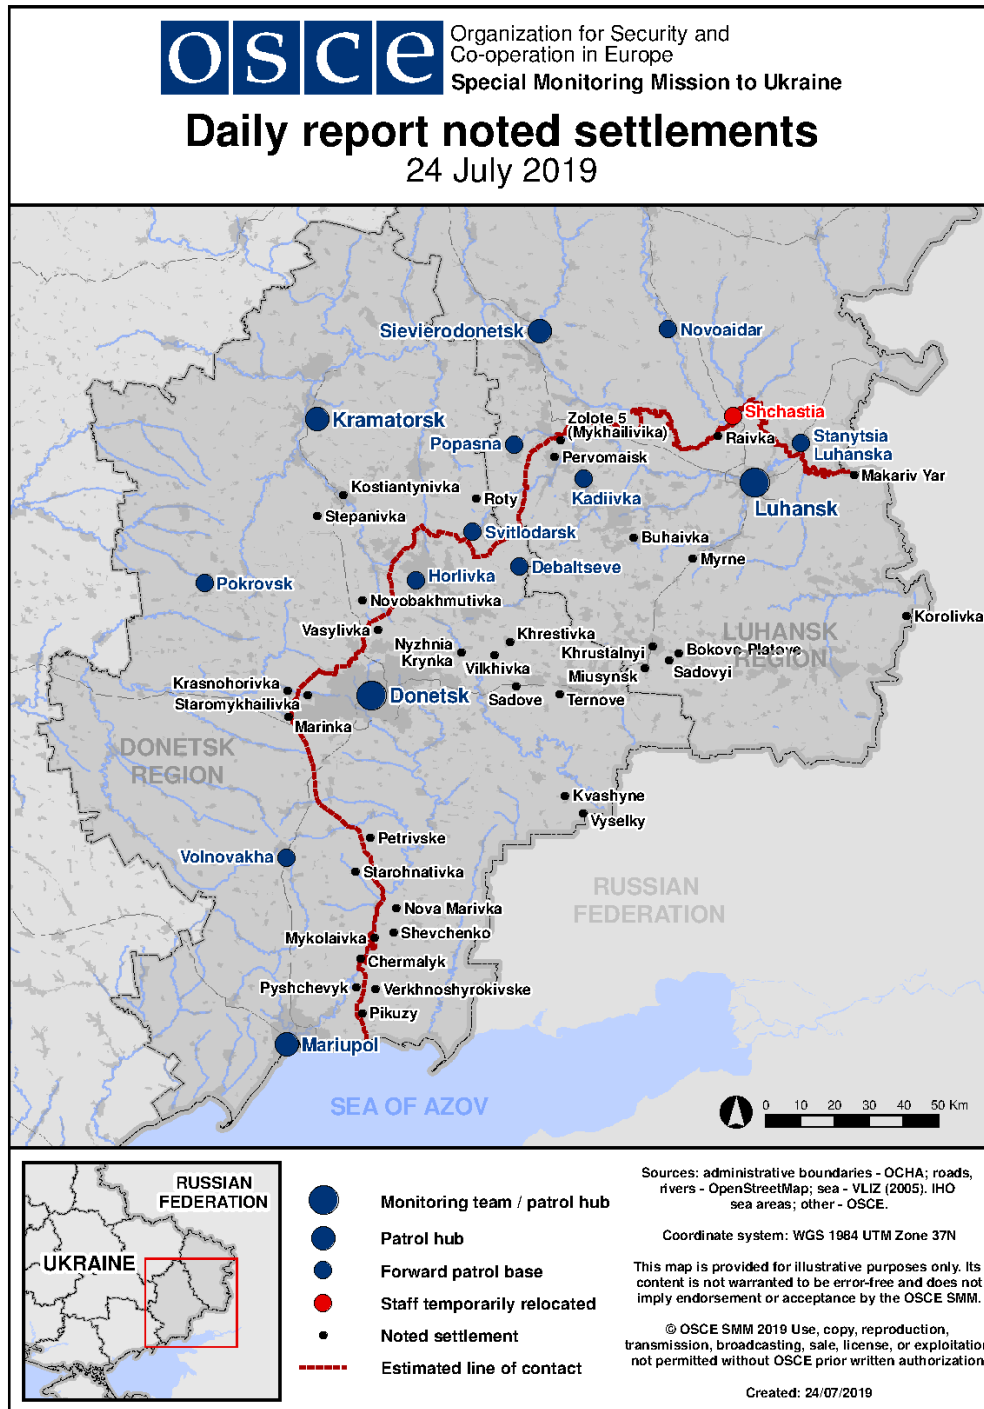 osce
Organization for Security and
Co-operation in Europe
Special Monitoring Mission to Ukraine
Daily report noted settlements
24 July 2019
Sievierodonetsk
Novoaidar
Kramatorsk
Shchastia
Zolote 5
(Mykhailivika)
Raivka
Popasna
Stanytsia
Luhanska
Pervomaisk
Makariv Yar
Kadiivka
Kostiantynivka
Roty
Luhansk
Stepanivka
Svitlodarsk
Buhaivka
Myrne
Debaltseve
Horlivka
Pokrovsk
Novobakhmutivka
Korolivka
Vasylivka
Khrestivka
LUHANSK
REGION
Nyzhnia
Krynka
Khrustalnyi
Bokovo-Platove
Vilkhivka
Miusynsk
Sadovyi
Krasnohorivka
Donetsk
Sadove
Ternove
Staromykhailivka
Marinka
DONETSK
REGION
Kvashyne
Vyselky
Petrivske
Volnovakha
Starohnativka
RUSSIAN
FEDERATION
Nova Marivka
Shevchenko
Mykolaivka
Chermalyk
Pyshchevyk
Verkhnoshyrokivske
Pikuzy
Mariupol
SEA OF AZOV
0 10 20 30 40 50 Km
RUSSIAN
FEDERATION
UKRAINE
Monitoring team / patrol hub
Patrol hub
Forward patrol base
Staff temporarily relocated
Noted settlement
Estimated line of contact
Sources: administrative boundaries - OCHA; roads,
rivers - OpenStreetMap; sea - VLIZ (2005). IHO
sea areas; other - OSCE.
Coordinate system: WGS 1984 UTM Zone 37N
This map is provided for illustrative purposes only. Its
content is not warranted to be error-free and does not
imply endorsement or acceptance by the OSCE SMM.
© OSCE SMM 2019 Use, copy, reproduction,
transmission, broadcasting, sale, license, or exploitation
not permitted without OSCE prior written authorization
Created: 24/07/2019